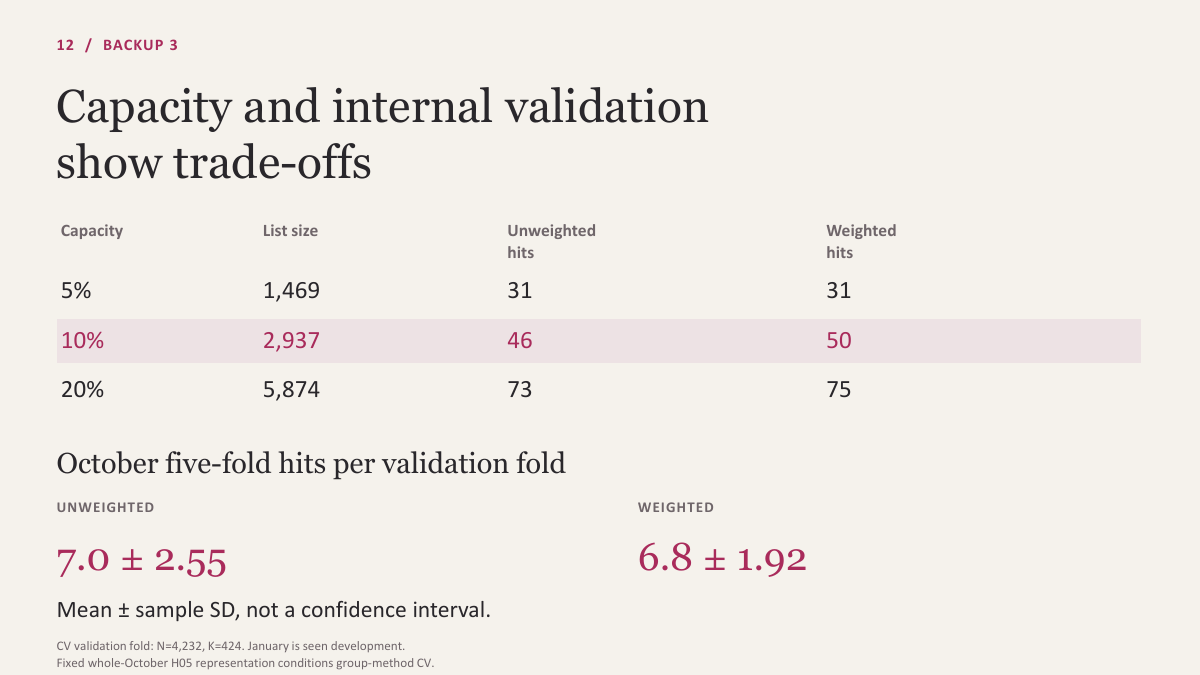 12 / BACKUP 3
Capacity and internal validation
show trade-offs
Capacity List size Unweighted hits Weighted hits
5% 1,469 31 31
10% 2,937 46 50
20% 5,874 73 75
October five-fold hits per validation fold
UNWEIGHTED WEIGHTED
7.0 ± 2.55 6.8 ± 1.92
Mean ± sample SD, not a confidence interval.
CV validation fold: N=4,232, K=424. January is seen development.
Fixed whole-October H05 representation conditions group-method CV.